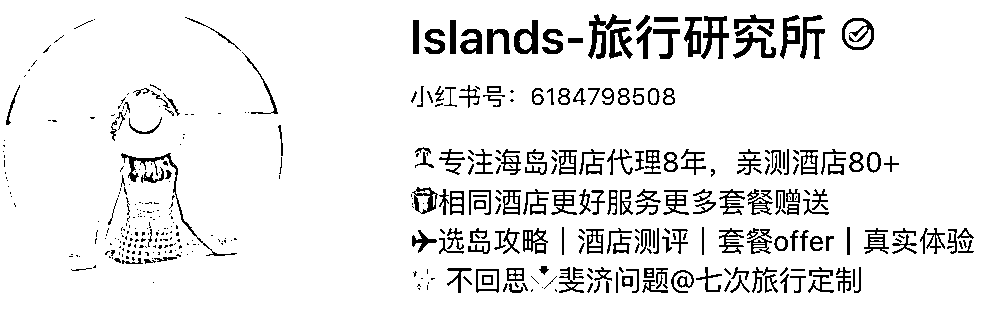 Islands-旅行研究所
小红书号：6184798508
🏝专注海岛酒店代理8年，亲测酒店80+
🎁相同酒店更好服务更多套餐赠送
✈️选岛攻略｜酒店测评｜套餐offer｜真实体验
不回思 斐济问题@七次旅行定制